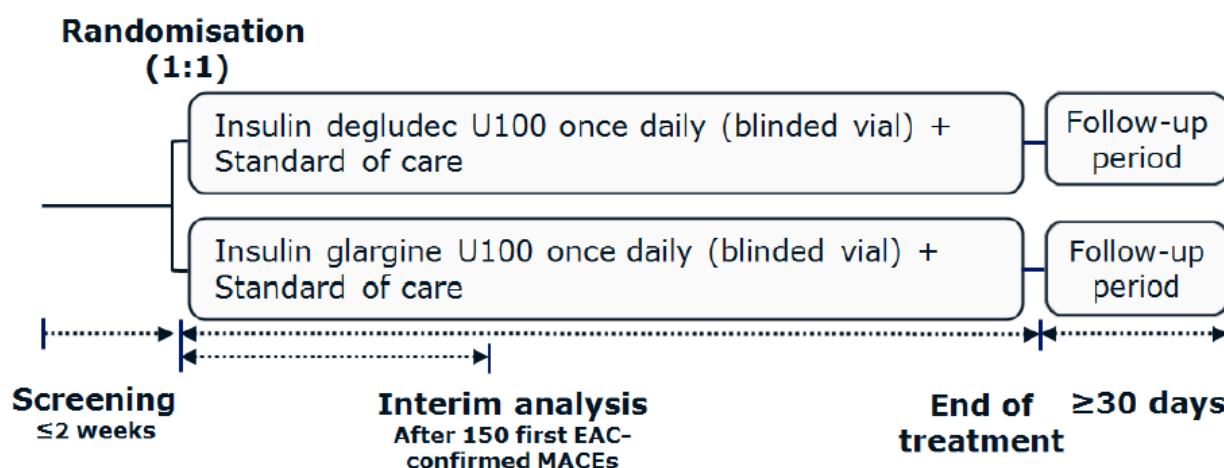 Randomisation
(1:1)
Insulin degludec U100 once daily (blinded vial) +
Standard of care
Follow-up
period
Insulin glargine U100 once daily (blinded vial) +
Standard of care
Follow-up
period
Screening
≤2 weeks
Interim analysis
After 150 first EAC-
confirmed MACEs
End of
treatment
≥30 days